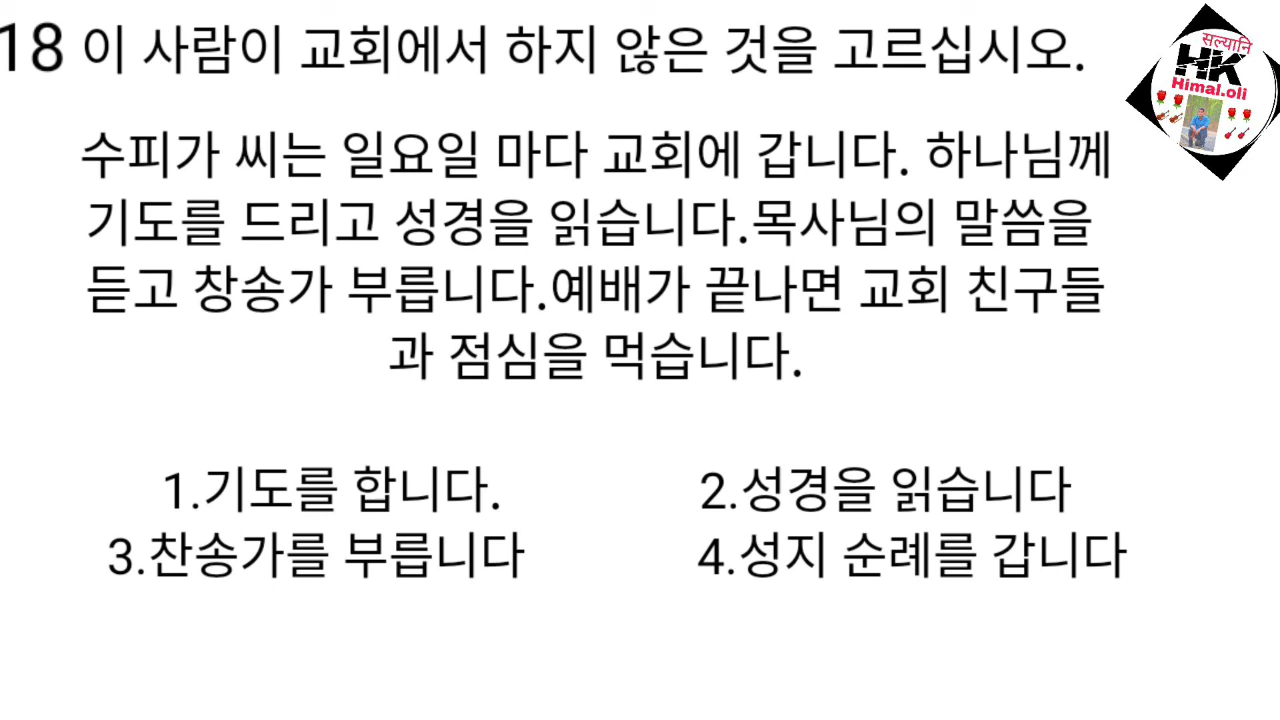 18 이 사람이 교회에서 하지 않은 것을 고르십시오.
सल्यानि
HK
Himal.oli
수피가 씨는 일요일 마다 교회에 갑니다. 하나님께
기도를 드리고 성경을 읽습니다.목사님의 말씀을
듣고 창송가 부릅니다.예배가 끝나면 교회 친구들
과 점심을 먹습니다.
1.기도를 합니다. 2.성경을 읽습니다
3.찬송가를 부릅니다 4.성지 순례를 갑니다